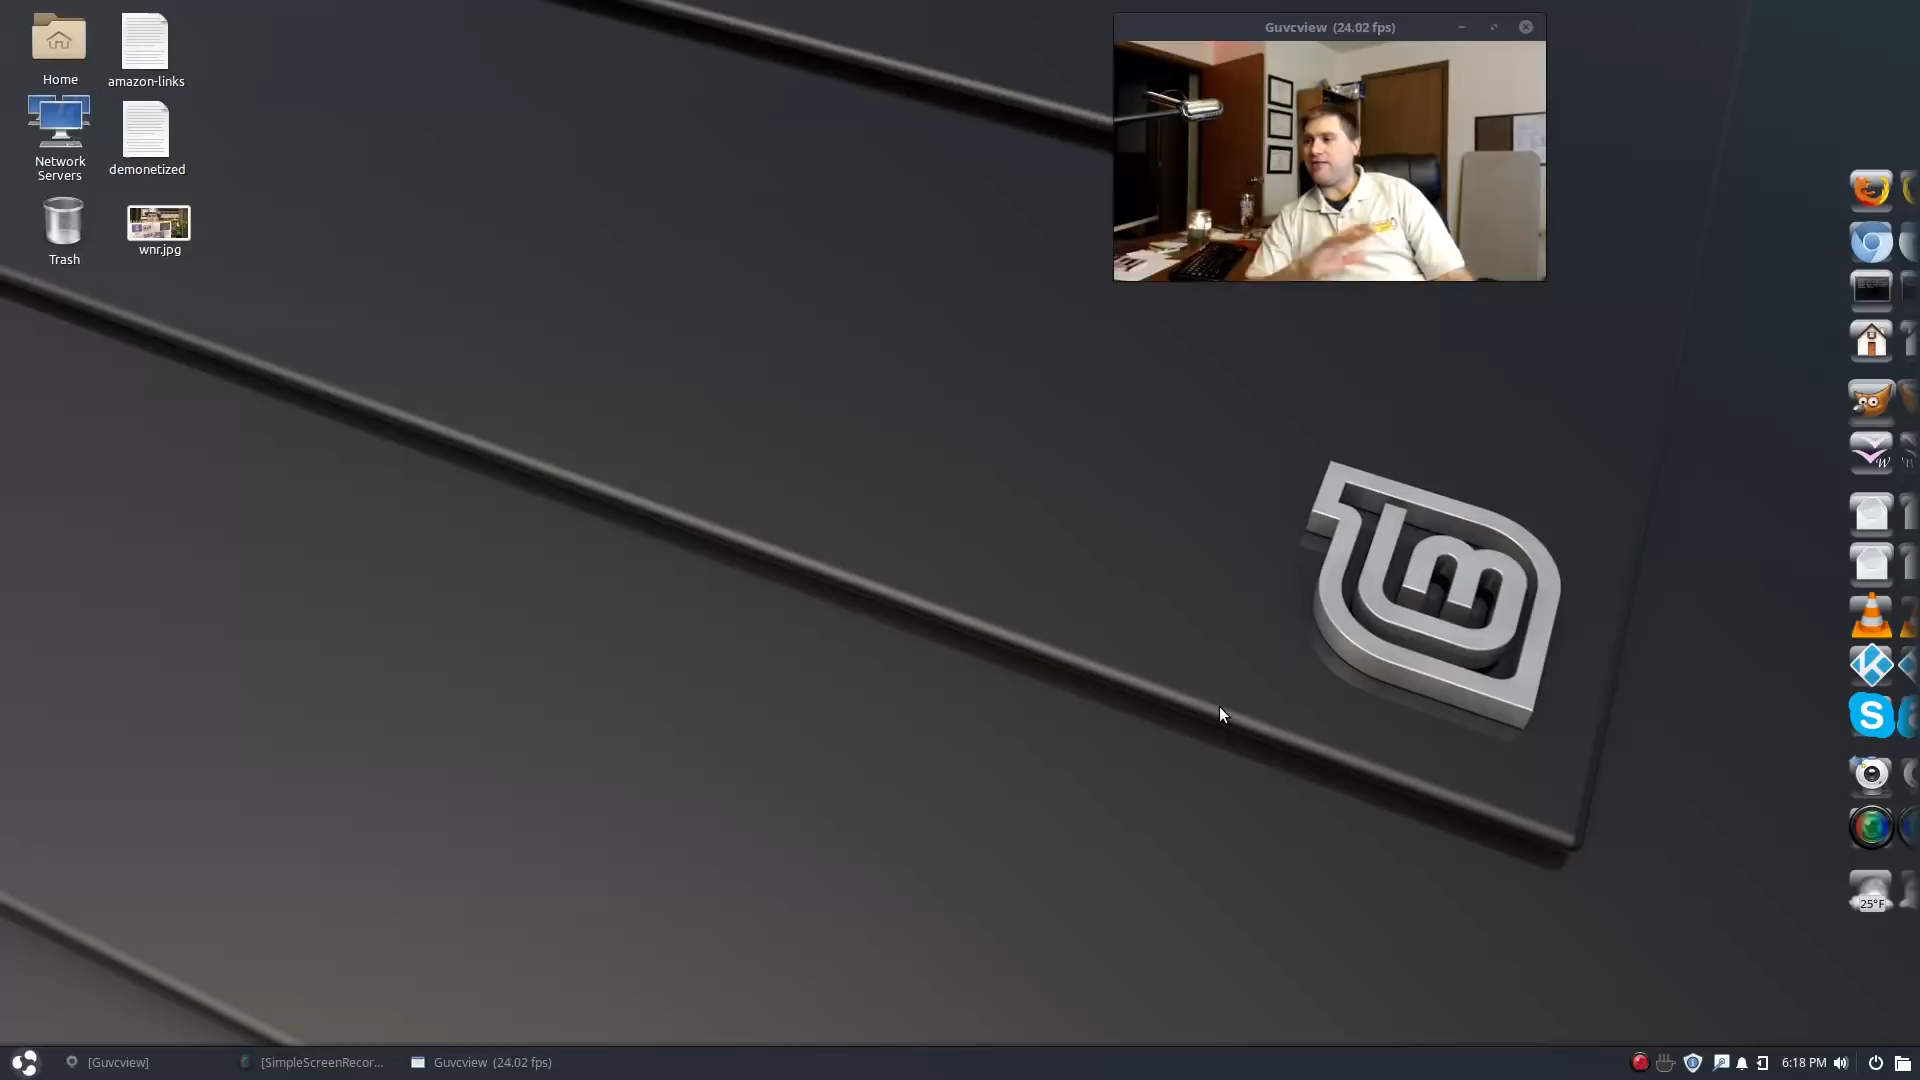 Guvcview (24.02 fps)
Home
amazon-links
Network
Servers
demonetized
Trash
wnr.jpg
W
S
25°F
[Guvcview]
[SimpleScreenRecor...
Guvcview (24.02 fps)
6:18 PM